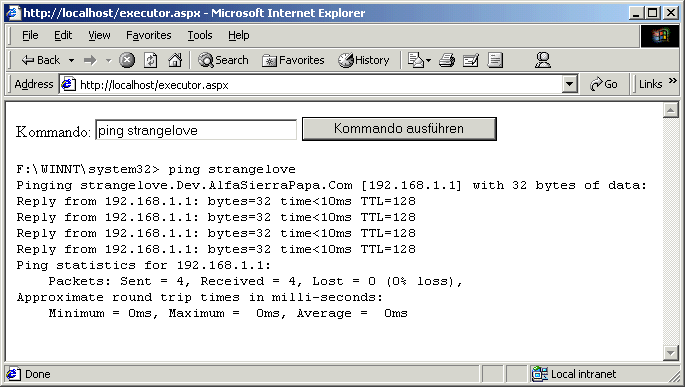 http://localhost/executor.aspx - Microsoft Internet Explorer
File Edit View Favorites Tools Help
Back Search Favorites History
Address http://localhost/executor.aspx Go Links »
Kommando: ping strangelove Kommando ausführen
F:\WINNT\system32> ping strangelove
Pinging strangelove.Dev.AlfaSierraPapa.Com [192.168.1.1] with 32 bytes of data:
Reply from 192.168.1.1: bytes=32 time<10ms TTL=128
Reply from 192.168.1.1: bytes=32 time<10ms TTL=128
Reply from 192.168.1.1: bytes=32 time<10ms TTL=128
Reply from 192.168.1.1: bytes=32 time<10ms TTL=128
Ping statistics for 192.168.1.1:
    Packets: Sent = 4, Received = 4, Lost = 0 (0% loss),
Approximate round trip times in milli-seconds:
    Minimum = 0ms, Maximum =  0ms, Average =  0ms
Done Local intranet